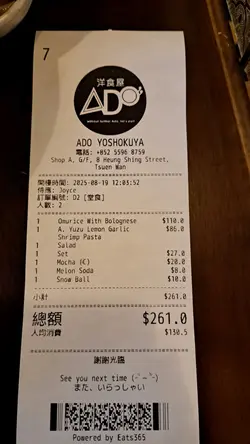 7
洋食屋
ADO
ADO YOSHOKUYA
電話: +852 5596 8759
Shop A, G/F, 8 Heung Shing Street,
Tsuen Wan
開檯時間: 2025-08-19 12:03:52
侍應: Joyce
訂單編號: D2 [堂食]
人數: 2
1 Omurice With Bolognese $110.0
1 A. Yuzu Lemon Garlic $86.0
Shrimp Pasta
1 Salad
1 Set $27.0
1 Mocha (C) $20.0
1 Melon Soda $8.0
1 Snow Ball $10.0
小計 $261.0
總額 $261.0
人均消費 $130.5
謝謝光臨
See you next time (-ˆ-ˆ)
また、いらっしゃい
Powered by Eats365